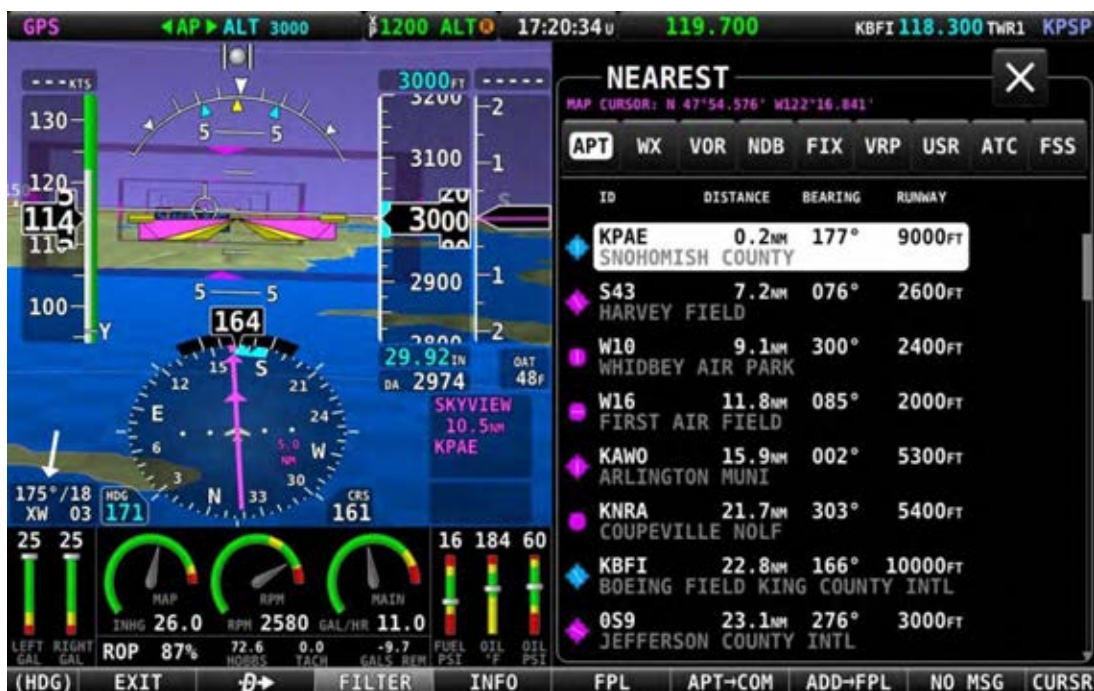 GPS AP ALT 3000 XP 1200 ALT R 17:20:34 U 119.700 KBFI 118.300 TWR1 KPSP
---KTS
3000FT -----
130
120
114
110
100
Y
5 5
5 5
3200
3100
20
3000
2900
2800
2
1
S
1
2
29.92IN
DA 2974
OAT
48F
164
12 15 S 21 24 W 30 33 N 3 6 E
5.0
NM
SKYVIEW
10.5NM
KPAE
175°/18
XW 03
HDG
171
CRS
161
25 25
LEFT GAL
RIGHT GAL
MAP
INHG 26.0
RPM
RPM 2580
MAIN
GAL/HR 11.0
ROP 87%
72.6
HOBBS
0.0
TACH
-9.7
GALS REM
16 184 60
FUEL PSI
OIL °F
OIL PSI
NEAREST
X
MAP CURSOR: N 47°54.576' W122°16.841'
APT WX VOR NDB FIX VRP USR ATC FSS
ID DISTANCE BEARING RUNWAY
KPAE 0.2NM 177° 9000FT
SNOHOMISH COUNTY
S43 7.2NM 076° 2600FT
HARVEY FIELD
W10 9.1NM 300° 2400FT
WHIDBEY AIR PARK
W16 11.8NM 085° 2000FT
FIRST AIR FIELD
KAWO 15.9NM 002° 5300FT
ARLINGTON MUNI
KNRA 21.7NM 303° 5400FT
COUPEVILLE NOLF
KBFI 22.8NM 166° 10000FT
BOEING FIELD KING COUNTY INTL
0S9 23.1NM 276° 3000FT
JEFFERSON COUNTY INTL
(HDG) EXIT D→ FILTER INFO FPL APT→COM ADD→FPL NO MSG CURSR